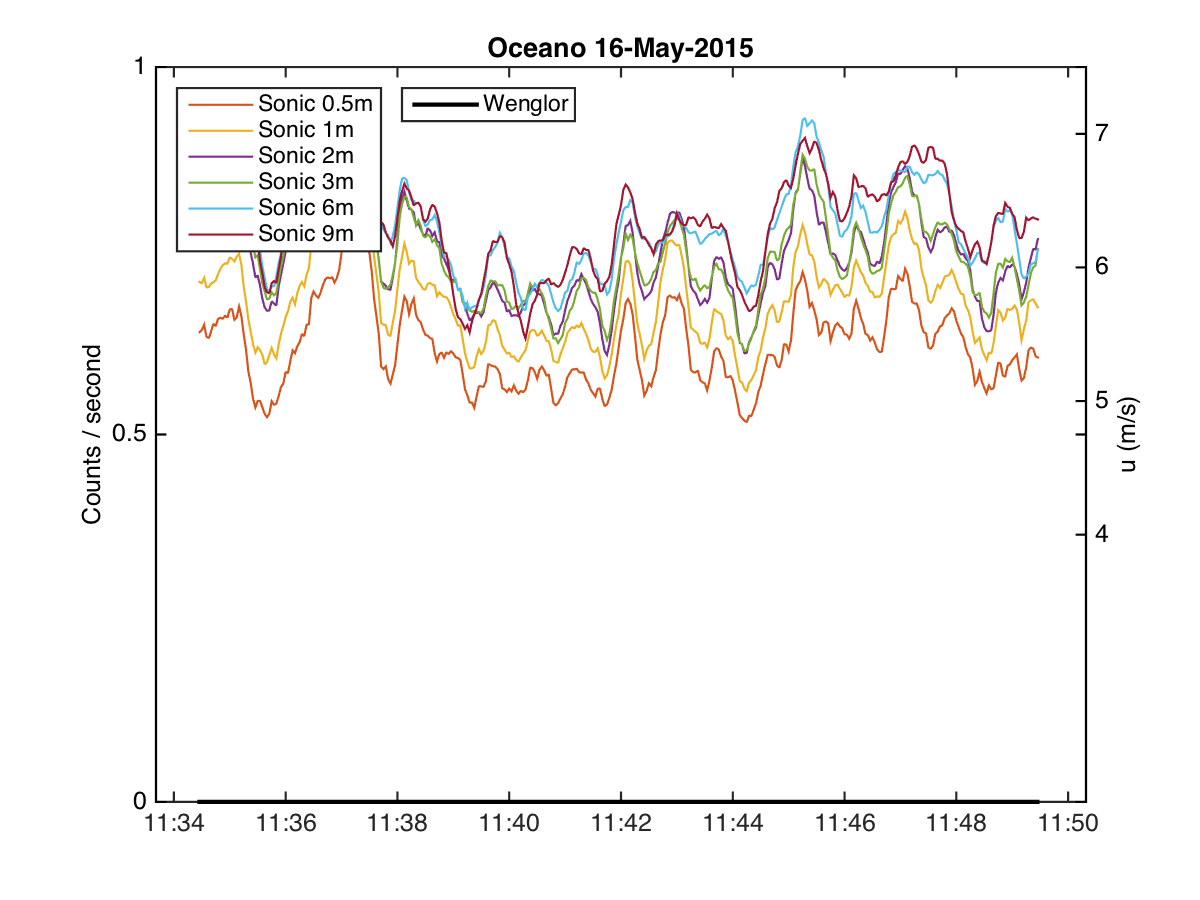 Oceano 16-May-2015
1
0.5
0
Counts / second
Sonic 0.5m
Sonic 1m
Sonic 2m
Sonic 3m
Sonic 6m
Sonic 9m
Wenglor
7
6
5
4
u (m/s)
11:34 11:36 11:38 11:40 11:42 11:44 11:46 11:48 11:50